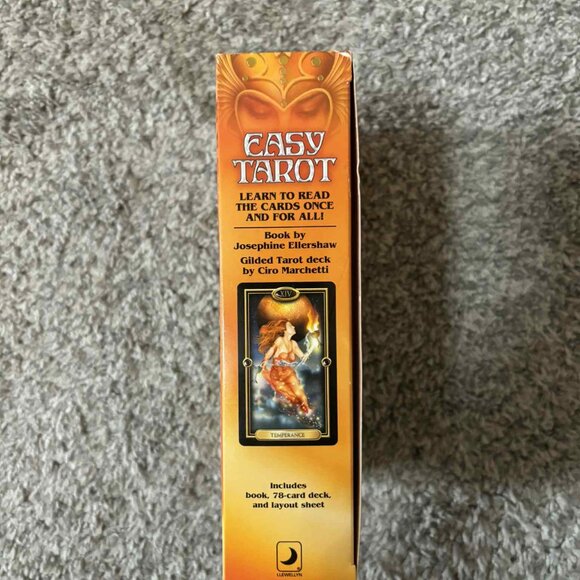 EASY
TAROT
LEARN TO READ
THE CARDS ONCE
AND FOR ALL!
Book by
Josephine Ellershaw
Gilded Tarot deck
by Ciro Marchetti
XIV
TEMPERANCE
Includes
book, 78-card deck,
and layout sheet
®
LLEWELLYN